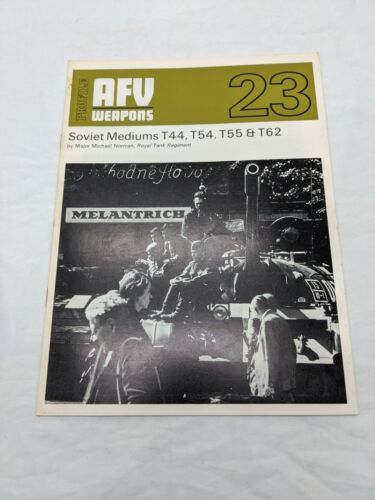 PROFILE
AFV
WEAPONS
23
Soviet Mediums T44, T54, T55 & T62
by Major Michael Norman, Royal Tank Regiment
MELANTRICH